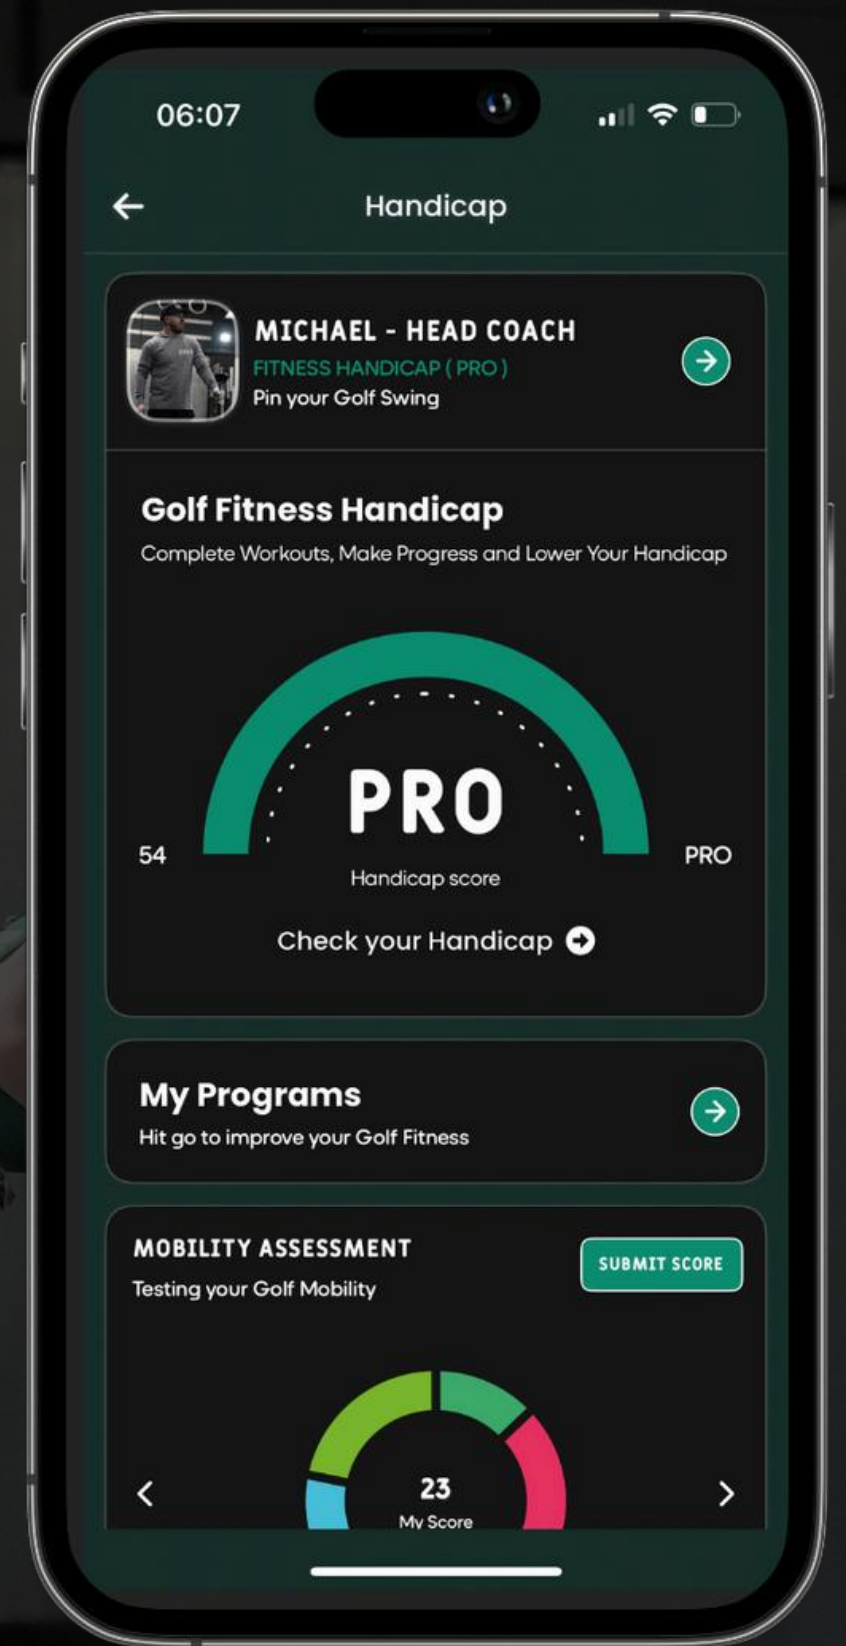 06:07
Handicap
MICHAEL - HEAD COACH
FITNESS HANDICAP ( PRO )
Pin your Golf Swing
Golf Fitness Handicap
Complete Workouts, Make Progress and Lower Your Handicap
PRO
54
PRO
Handicap score
Check your Handicap
My Programs
Hit go to improve your Golf Fitness
MOBILITY ASSESSMENT
SUBMIT SCORE
Testing your Golf Mobility
23
My Score